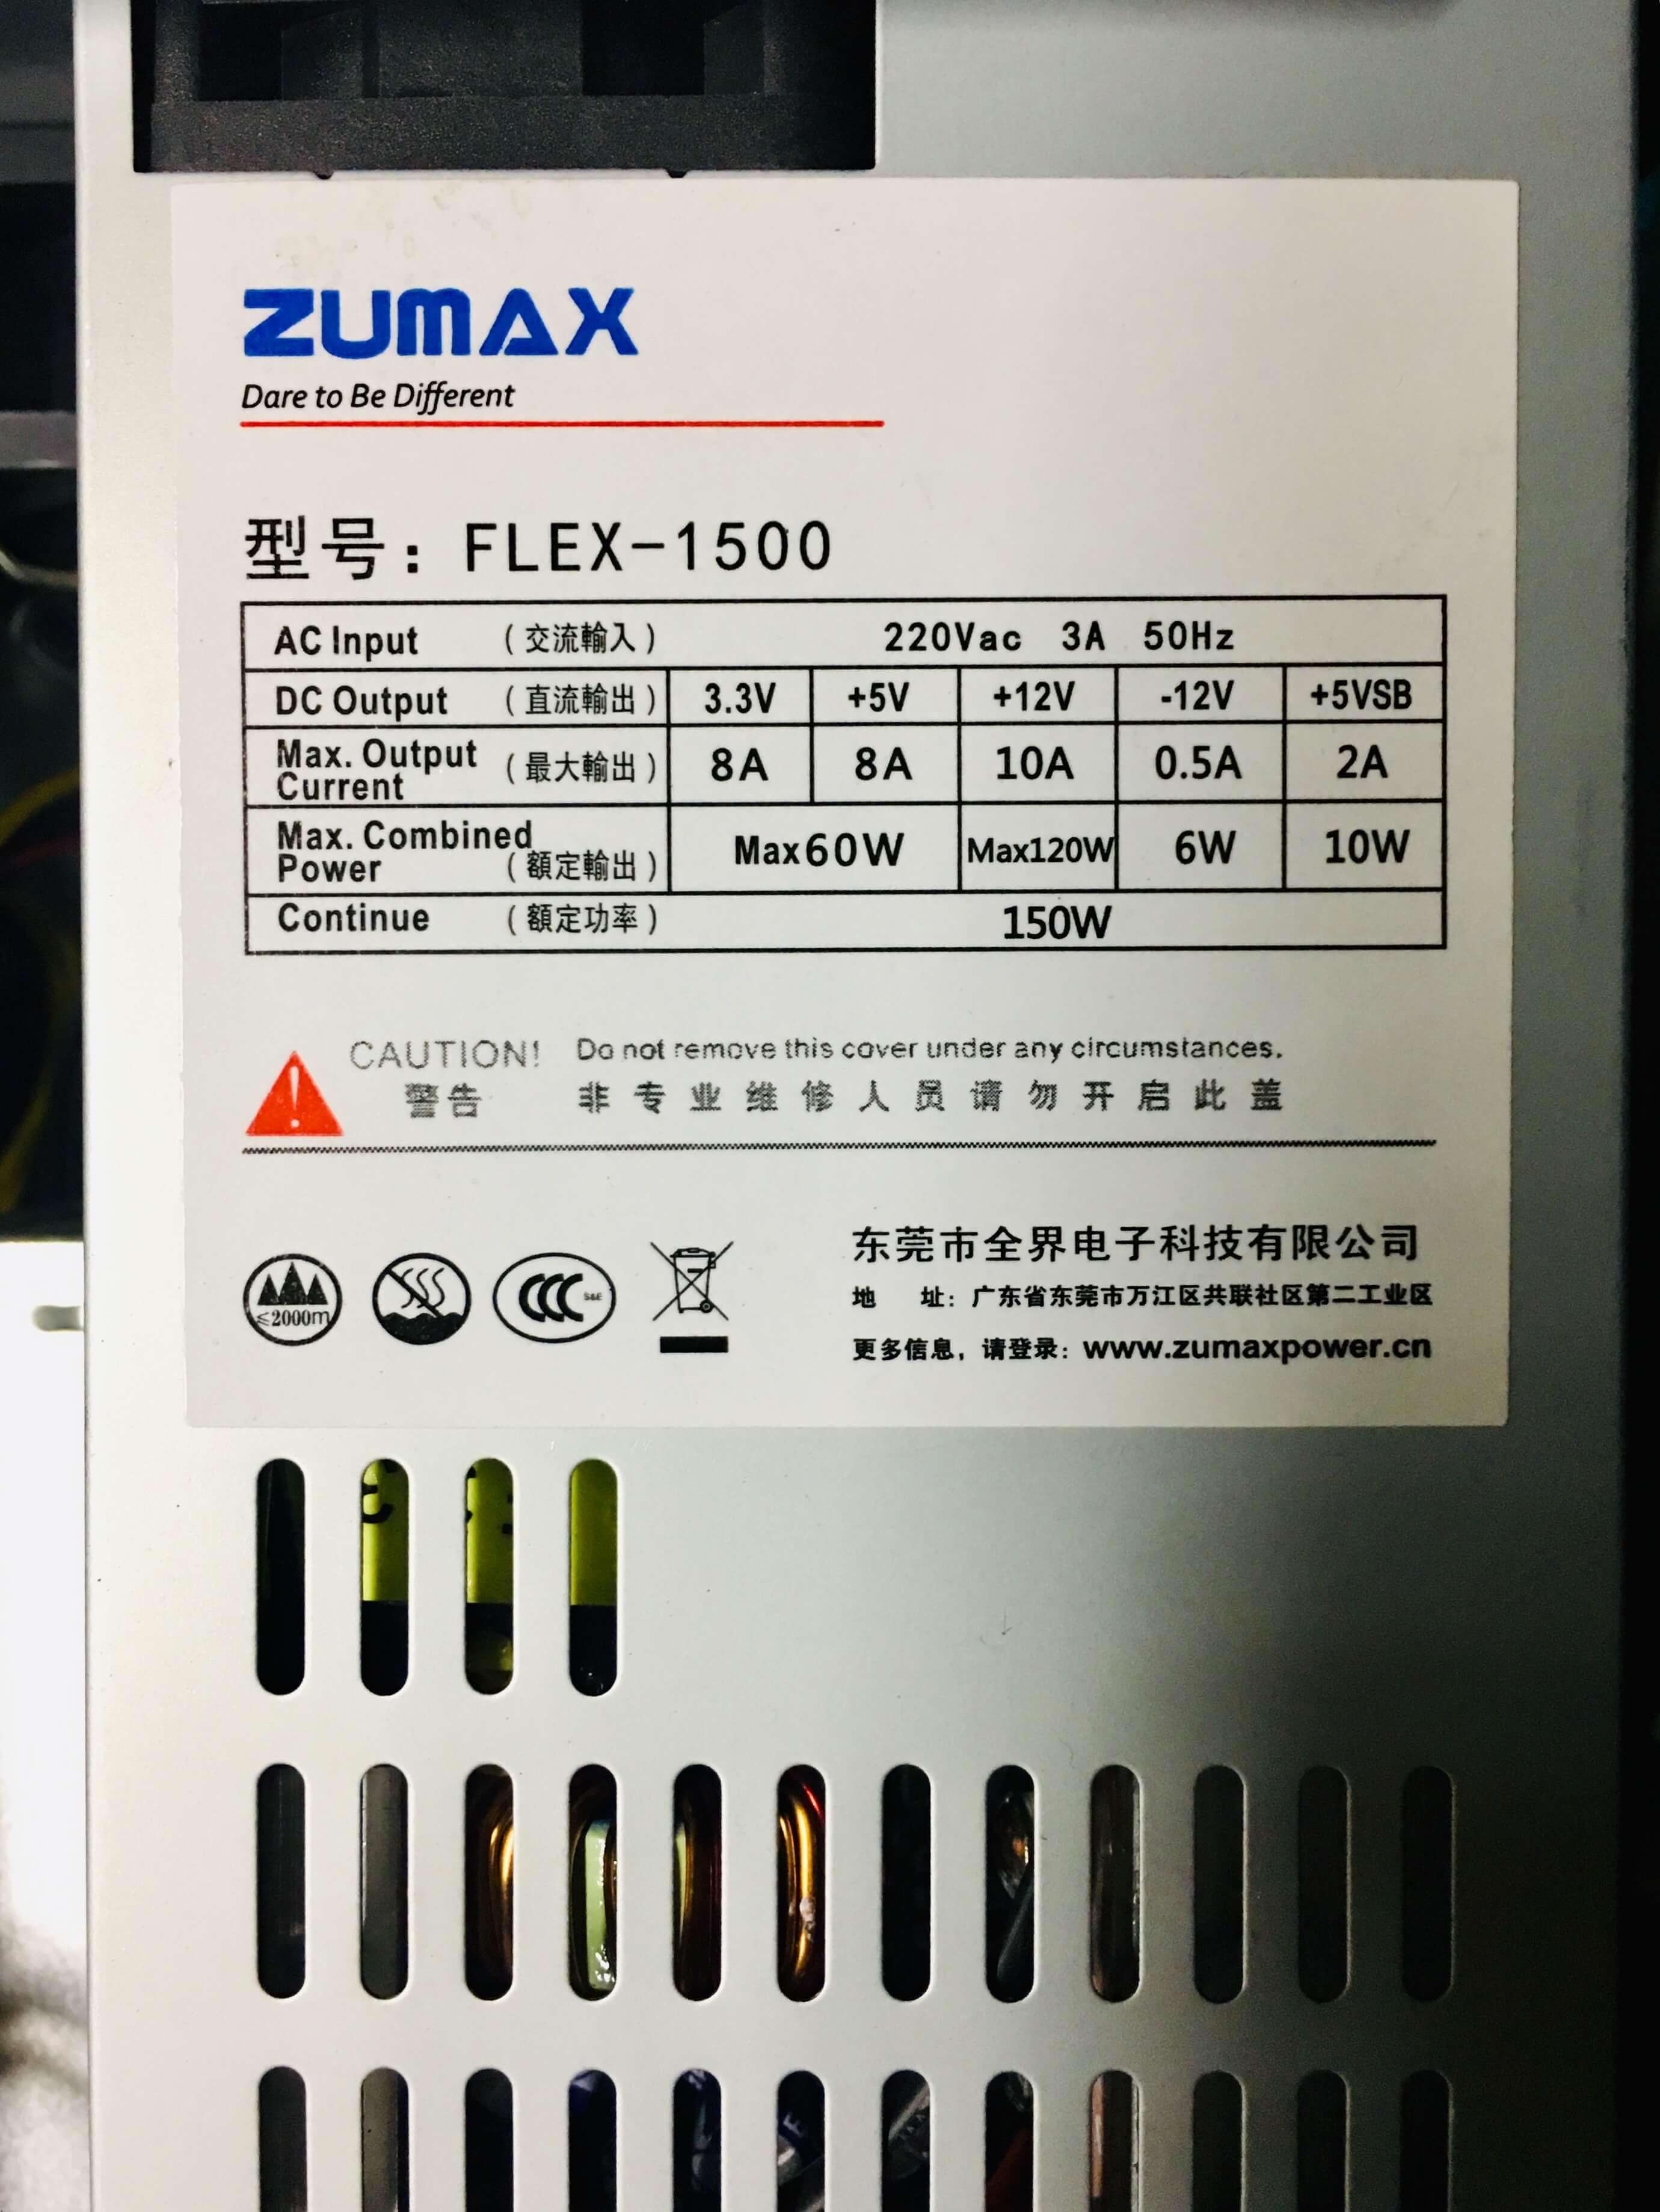 ZUMAX
Dare to Be Different
型号: FLEX-1500
AC Input (交流輸入) 220Vac 3A 50Hz
DC Output (直流輸出) 3.3V +5V +12V -12V +5VSB
Max. Output Current (最大輸出) 8A 8A 10A 0.5A 2A
Max. Combined Power (額定輸出) Max60W Max120W 6W 10W
Continue (額定功率) 150W
CAUTION! Do not remove this cover under any circumstances.
警告 非专业维修人员请勿开启此盖
≤2000m
CCC S&E
东莞市全界电子科技有限公司
地 址: 广东省东莞市万江区共联社区第二工业区
更多信息, 请登录: www.zumaxpower.cn